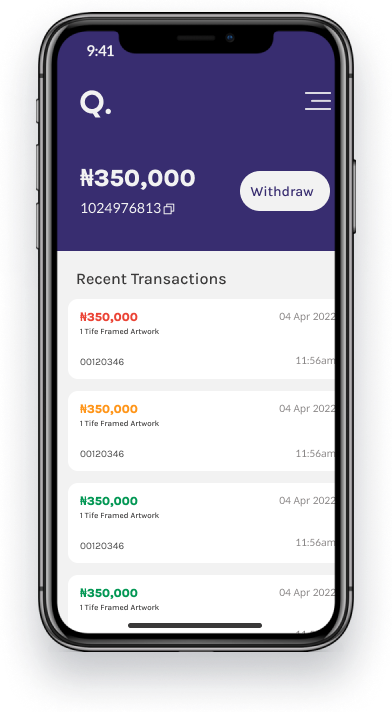 9:41
Q.
₦350,000
Withdraw
1024976813
Recent Transactions
₦350,000 04 Apr 2022
1 Tife Framed Artwork
00120346 11:56am
₦350,000 04 Apr 2022
1 Tife Framed Artwork
00120346 11:56am
₦350,000 04 Apr 2022
1 Tife Framed Artwork
00120346 11:56am
₦350,000 04 Apr 2022
1 Tife Framed Artwork